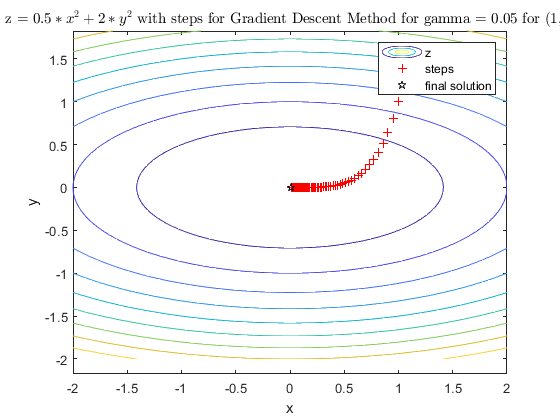 z = 0.5 * x² + 2 * y² with steps for Gradient Descent Method for gamma = 0.05 for (1,
z
steps
final solution
1.5
1
0.5
0
-0.5
-1
-1.5
-2
y
-2 -1.5 -1 -0.5 0 0.5 1 1.5 2
x